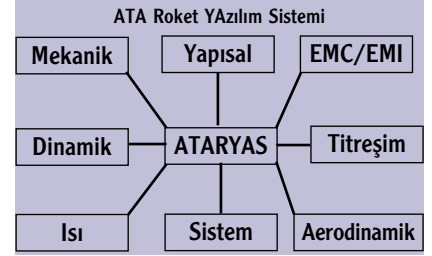 ATA Roket YAzılım Sistemi
Mekanik
Yapısal
EMC/EMI
Dinamik
ATARYAS
Titreşim
Isı
Sistem
Aerodinamik